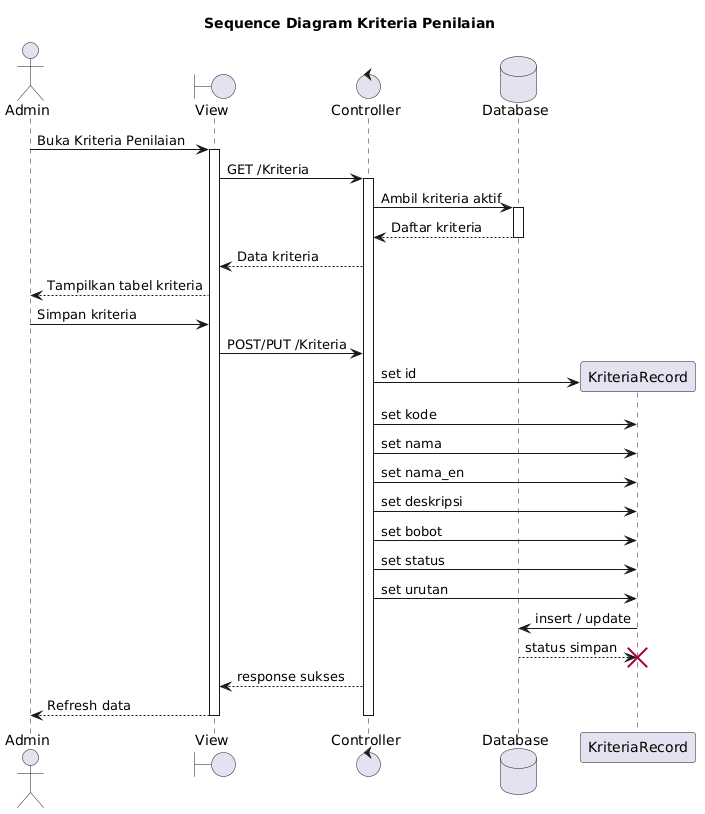 Sequence Diagram Kriteria Penilaian
Admin
View
Controller
Database
Buka Kriteria Penilaian
GET /Kriteria
Ambil kriteria aktif
Daftar kriteria
Data kriteria
Tampilkan tabel kriteria
Simpan kriteria
POST/PUT /Kriteria
set id
KriteriaRecord
set kode
set nama
set nama_en
set deskripsi
set bobot
set status
set urutan
insert / update
status simpan
response sukses
Refresh data
Admin
View
Controller
Database
KriteriaRecord